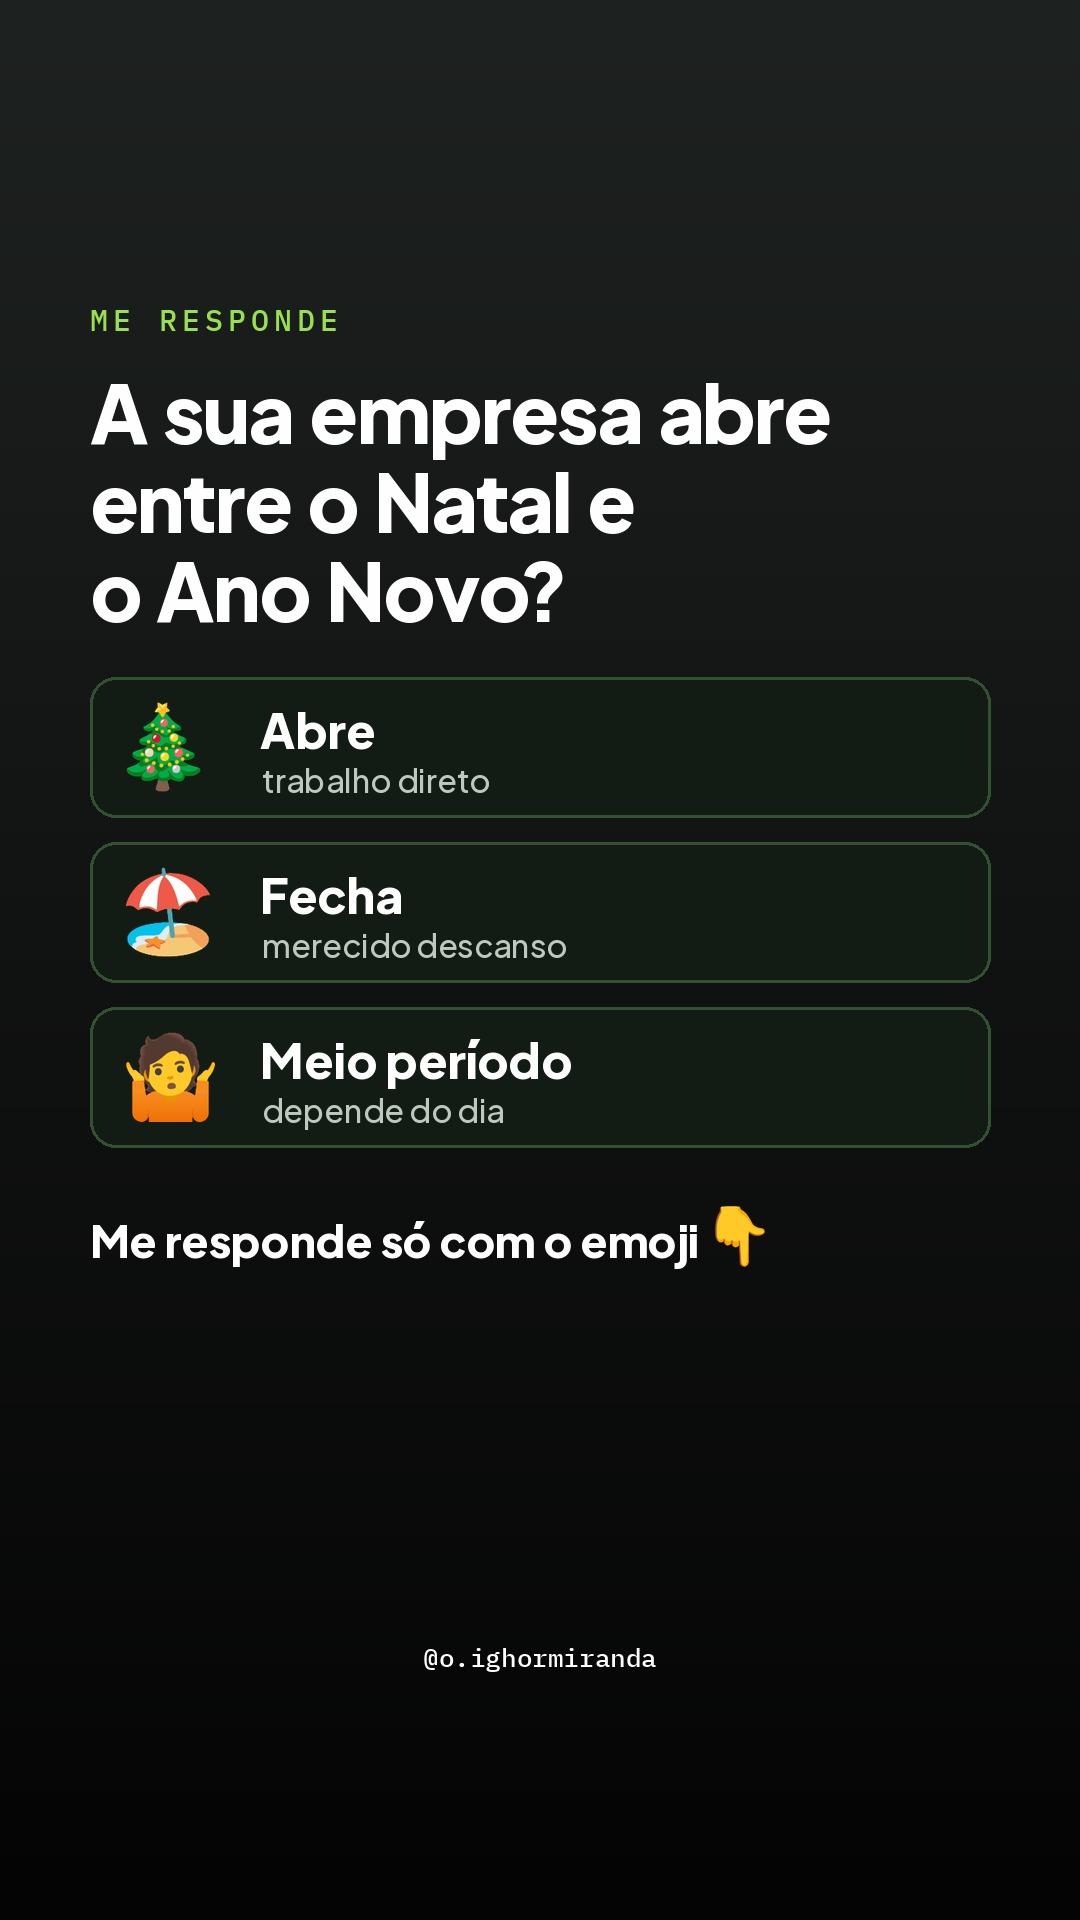 ME RESPONDE
A sua empresa abre
entre o Natal e
o Ano Novo?
Abre
trabalho direto
Fecha
merecido descanso
Meio período
depende do dia
Me responde só com o emoji 👇
@o.ighormiranda